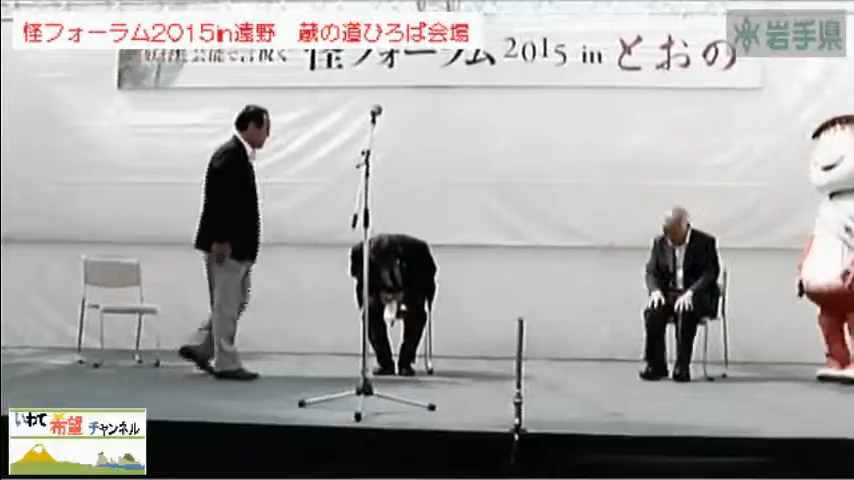 怪フォーラム2015in遠野　蔵の道ひろば会場
岩手県
怪フォーラム2015 in とおの
いわて
希望チャンネル